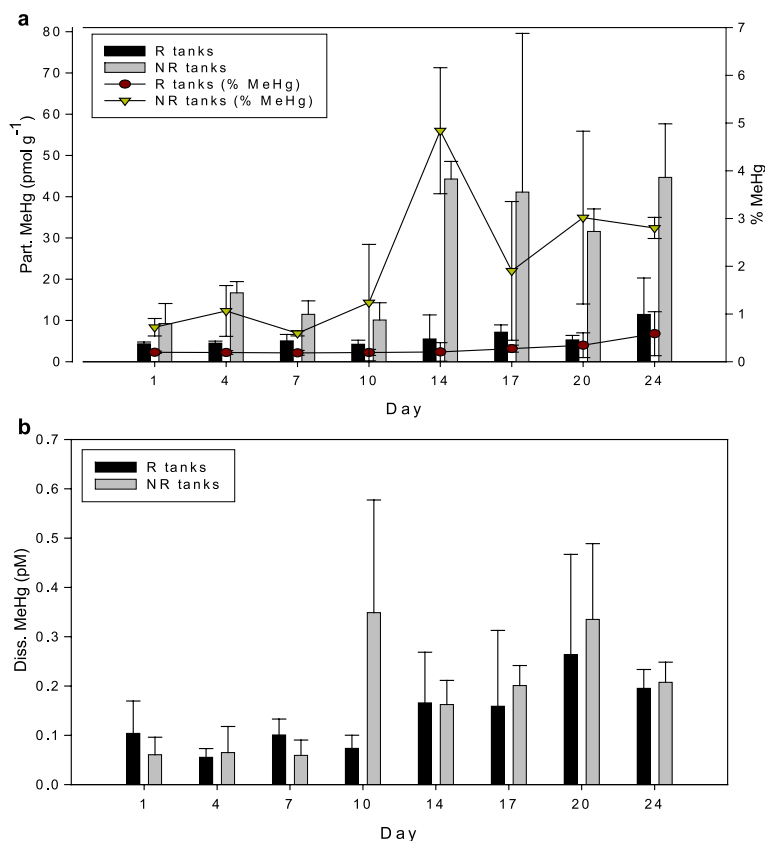 a
80
70
60
50
40
30
20
10
0
Part. MeHg (pmol g⁻¹)
R tanks
NR tanks
R tanks (% MeHg)
NR tanks (% MeHg)
7
6
5
4
3
2
1
0
% MeHg
1 4 7 10 14 17 20 24
Day
b
0.7
0.6
0.5
0.4
0.3
0.2
0.1
0.0
Diss. MeHg (pM)
R tanks
NR tanks
1 4 7 10 14 17 20 24
Day